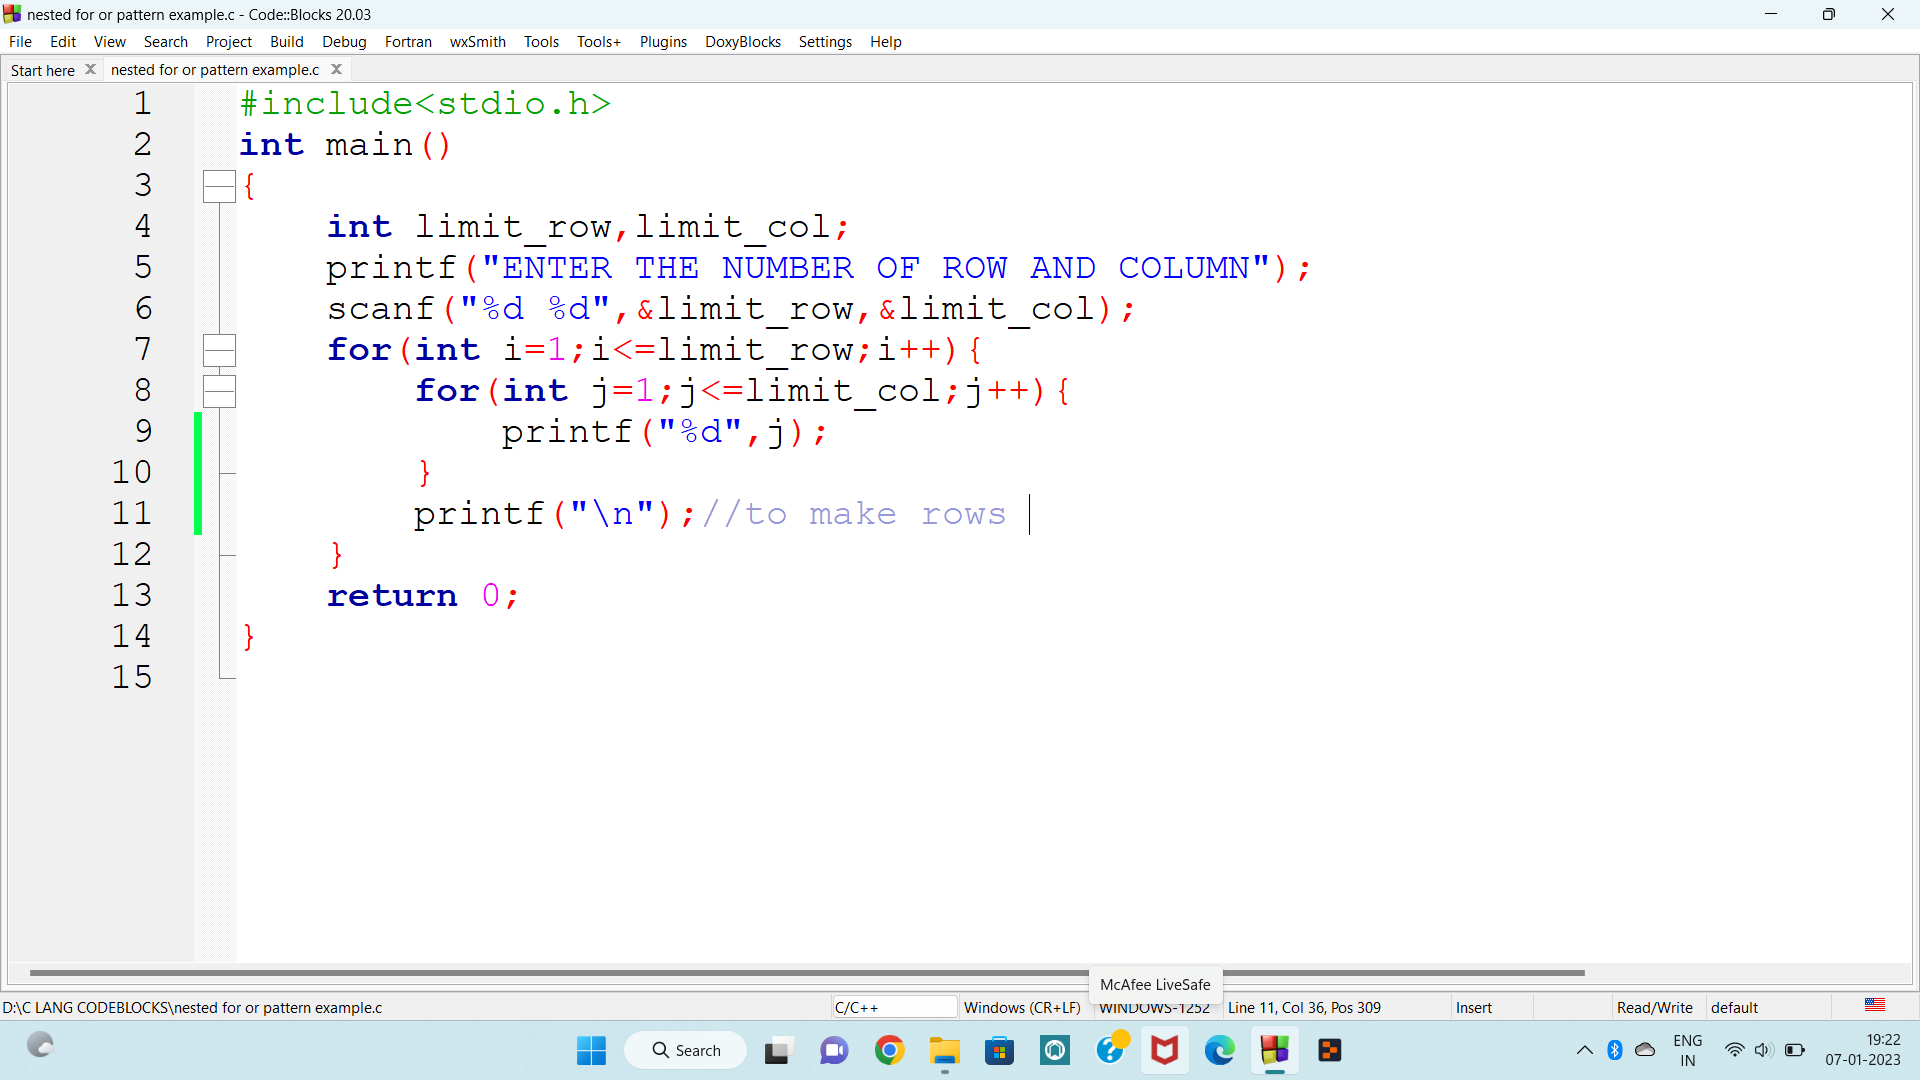 nested for or pattern example.c - Code::Blocks 20.03
File Edit View Search Project Build Debug Fortran wxSmith Tools Tools+ Plugins DoxyBlocks Settings Help
Start here nested for or pattern example.c
1 #include<stdio.h>
2 int main()
3 {
4 int limit_row,limit_col;
5 printf("ENTER THE NUMBER OF ROW AND COLUMN");
6 scanf("%d %d",&limit_row,&limit_col);
7 for(int i=1;i<=limit_row;i++){
8 for(int j=1;j<=limit_col;j++){
9 printf("%d",j);
10 }
11 printf("\n");//to make rows
12 }
13 return 0;
14 }
15
McAfee LiveSafe
D:\C LANG CODEBLOCKS\nested for or pattern example.c C/C++ Windows (CR+LF) WINDOWS-1252 Line 11, Col 36, Pos 309 Insert Read/Write default
Search ENG 19:22
IN 07-01-2023